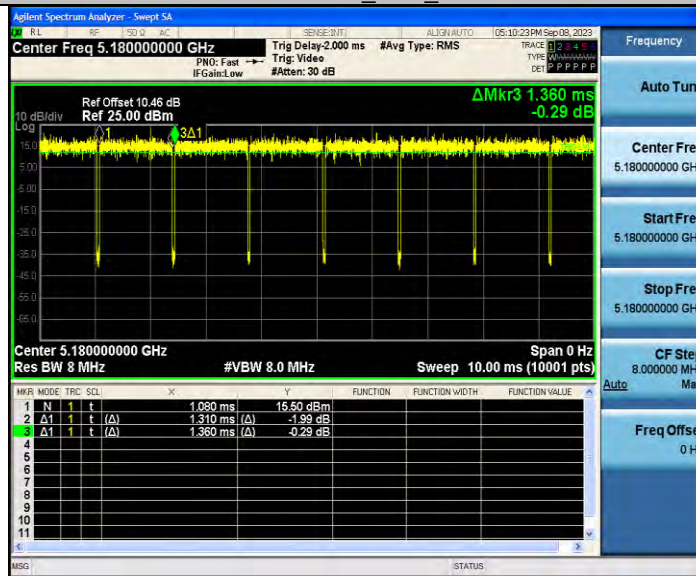 Agilent Spectrum Analyzer - Swept SA
RL RF 50 Ω AC SENSE:INT ALIGN AUTO 05:10:23 PM Sep 08, 2023
Center Freq 5.180000000 GHz
Trig Delay-2.000 ms #Avg Type: RMS
TRACE 1 2 3 4 5 6
PNO: Fast
Trig: Video
TYPE
IFGain:Low
#Atten: 30 dB
DET P P P P P P
ΔMkr3 1.360 ms
-0.29 dB
Ref Offset 10.46 dB
10 dB/div Ref 25.00 dBm
Log
1
3Δ1
15.0
5.00
-5.00
-15.0
-25.0
-35.0
-45.0
-55.0
-65.0
Center 5.180000000 GHz Span 0 Hz
Res BW 8 MHz #VBW 8.0 MHz Sweep 10.00 ms (10001 pts)
MKR MODE TRC SCL X Y FUNCTION FUNCTION WIDTH FUNCTION VALUE
1 N 1 t 1.080 ms 15.50 dBm
2 Δ1 1 t (Δ) 1.310 ms (Δ) -1.99 dB
3 Δ1 1 t (Δ) 1.360 ms (Δ) -0.29 dB
4
5
6
7
8
9
10
11
MSG STATUS
Frequency
Auto Tun
Center Fre
5.180000000 GH
Start Fre
5.180000000 GH
Stop Fre
5.180000000 GH
CF Ste
8.000000 MH
Auto Ma
Freq Offse
0 H